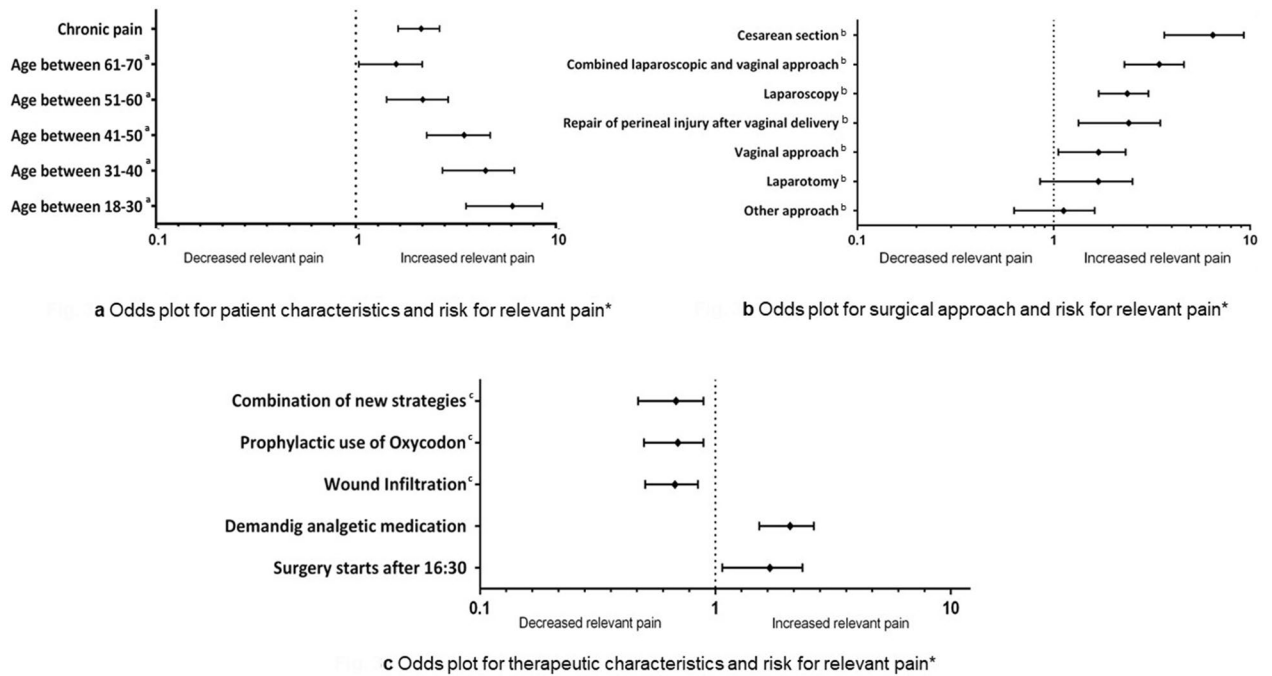 Chronic pain
Age between 61-70 a
Age between 51-60 a
Age between 41-50 a
Age between 31-40 a
Age between 18-30 a
0.1 1 10
Decreased relevant pain Increased relevant pain
a Odds plot for patient characteristics and risk for relevant pain*
Cesarean section b
Combined laparoscopic and vaginal approach b
Laparoscopy b
Repair of perineal injury after vaginal delivery b
Vaginal approach b
Laparotomy b
Other approach b
0.1 1 10
Decreased relevant pain Increased relevant pain
b Odds plot for surgical approach and risk for relevant pain*
Combination of new strategies c
Prophylactic use of Oxycodon c
Wound Infiltration c
Demandig analgetic medication
Surgery starts after 16:30
0.1 1 10
Decreased relevant pain Increased relevant pain
c Odds plot for therapeutic characteristics and risk for relevant pain*